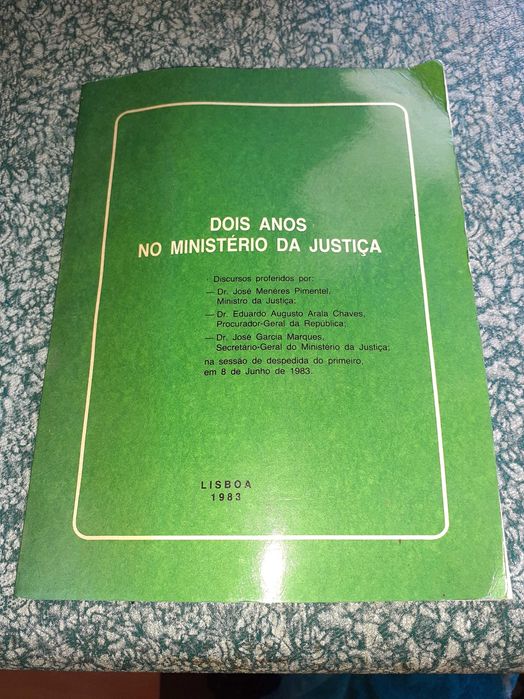 DOIS ANOS
NO MINISTÉRIO DA JUSTIÇA
Discursos proferidos por:
— Dr. José Menéres Pimentel,
Ministro da Justiça;
— Dr. Eduardo Augusto Arala Chaves,
Procurador-Geral da República;
— Dr. José Garcia Marques,
Secretário-Geral do Ministério da Justiça;
na sessão de despedida do primeiro,
em 8 de Junho de 1983.
LISBOA
1983